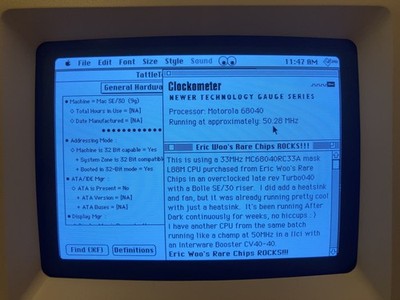 File Edit Font Size Style Sound 11:47 AM
TattleT
General Hardwa
Machine = Mac SE/30 (9)
Total Hours in Use = [NA]
Date Manufactured = [NA]
Addressing Mode :
Machine is 32-Bit capable = Yes
System Zone is 32-Bit compatib
Booted in 32-Bit mode = Yes
ATA/IDE Mgr :
ATA is Present = No
ATA Version = [NA]
ATA Buses = [NA]
Display Mgr :
Find (⌘F)
Definitions
Clockometer
NEWER TECHNOLOGY GAUGE SERIES
Processor: Motorola 68040
Running at approximately: 50.28 MHz
Eric Woo's Rare Chips ROCKS!!!
This is using a 33MHz MC68040RC33A mask
L88M CPU purchased from Eric Woo's Rare
Chips in an overclocked late rev Turbo040
with a Bolle SE/30 riser. I did add a heatsink
and fan, but it was already running pretty cool
with just a heatsink. It's been running After
Dark continuously for weeks, no hiccups :)
I have another CPU from the same batch
running like a champ at 50MHz in a IIci with
an Interware Booster CV40-40.
Eric Woo's Rare Chips ROCKS!!!